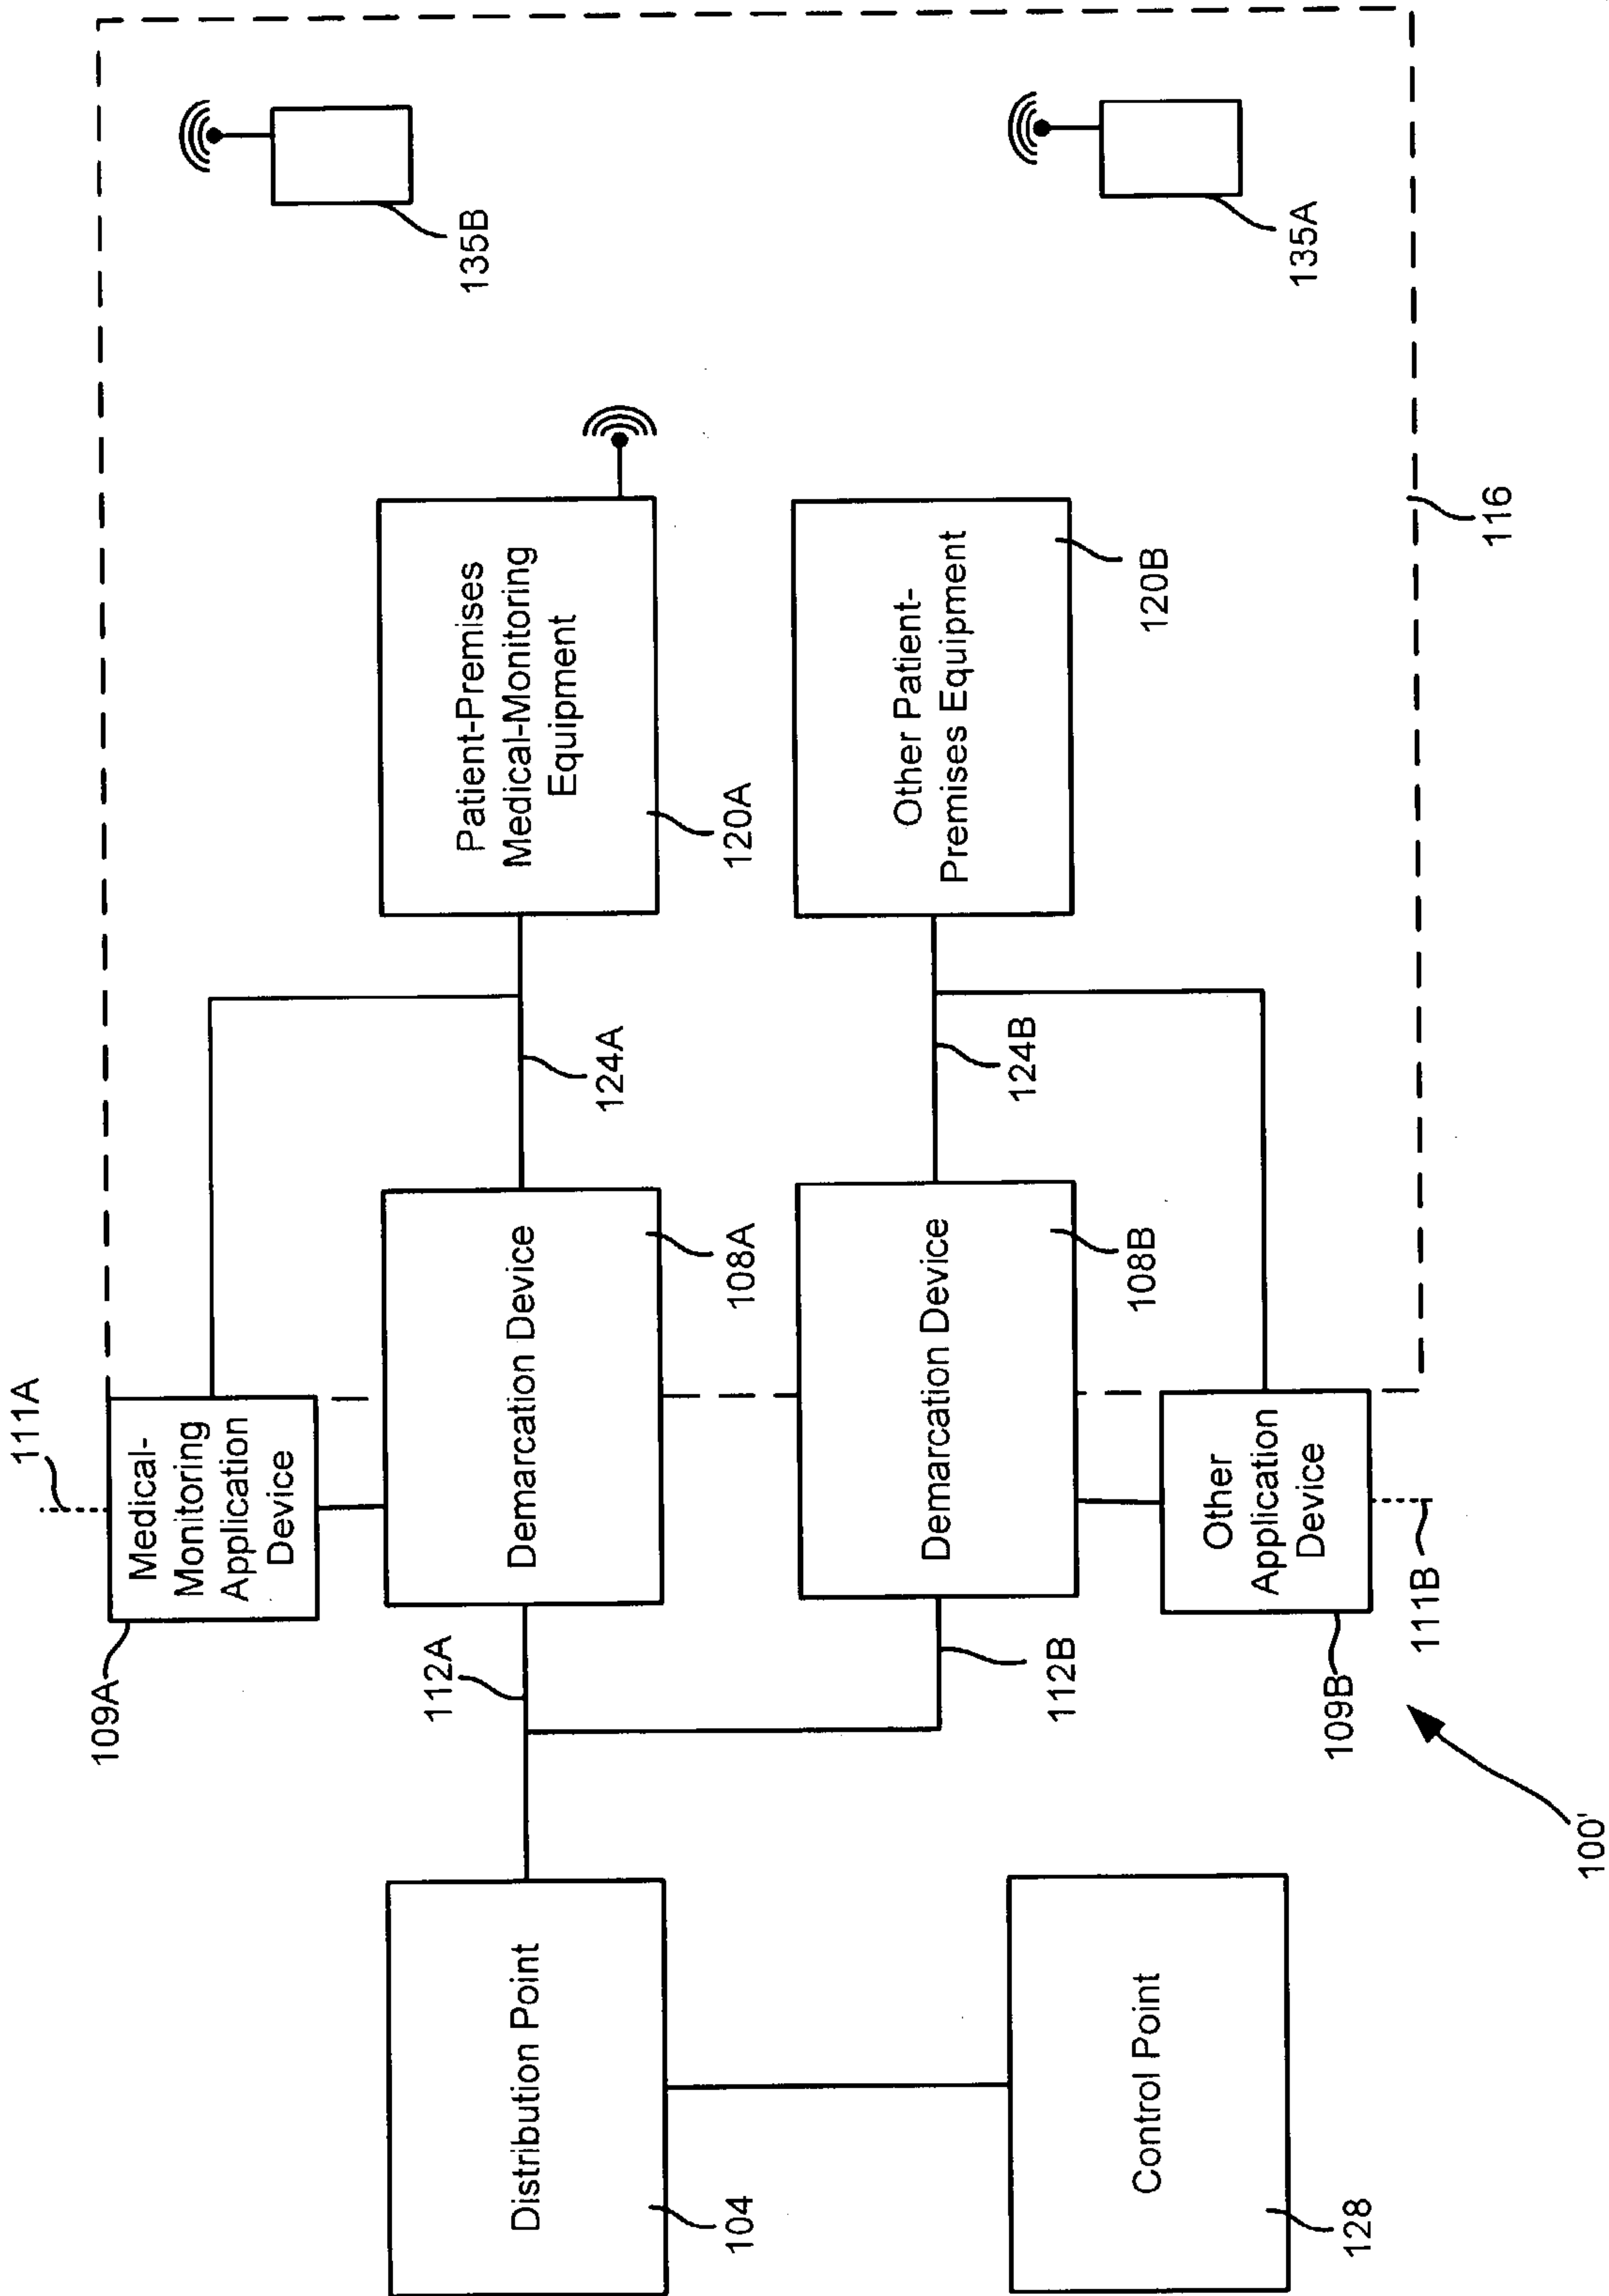 111A
Medical-
Monitoring
Application
Device
109A
135B
Patient-Premises
Medical-Monitoring
Equipment
120A
124A
Demarcation Device
108A
112A
Distribution Point
104
Other Patient-
Premises Equipment
120B
124B
Demarcation Device
108B
112B
135A
Other
Application
Device
109B
111B
116
Control Point
128
100'